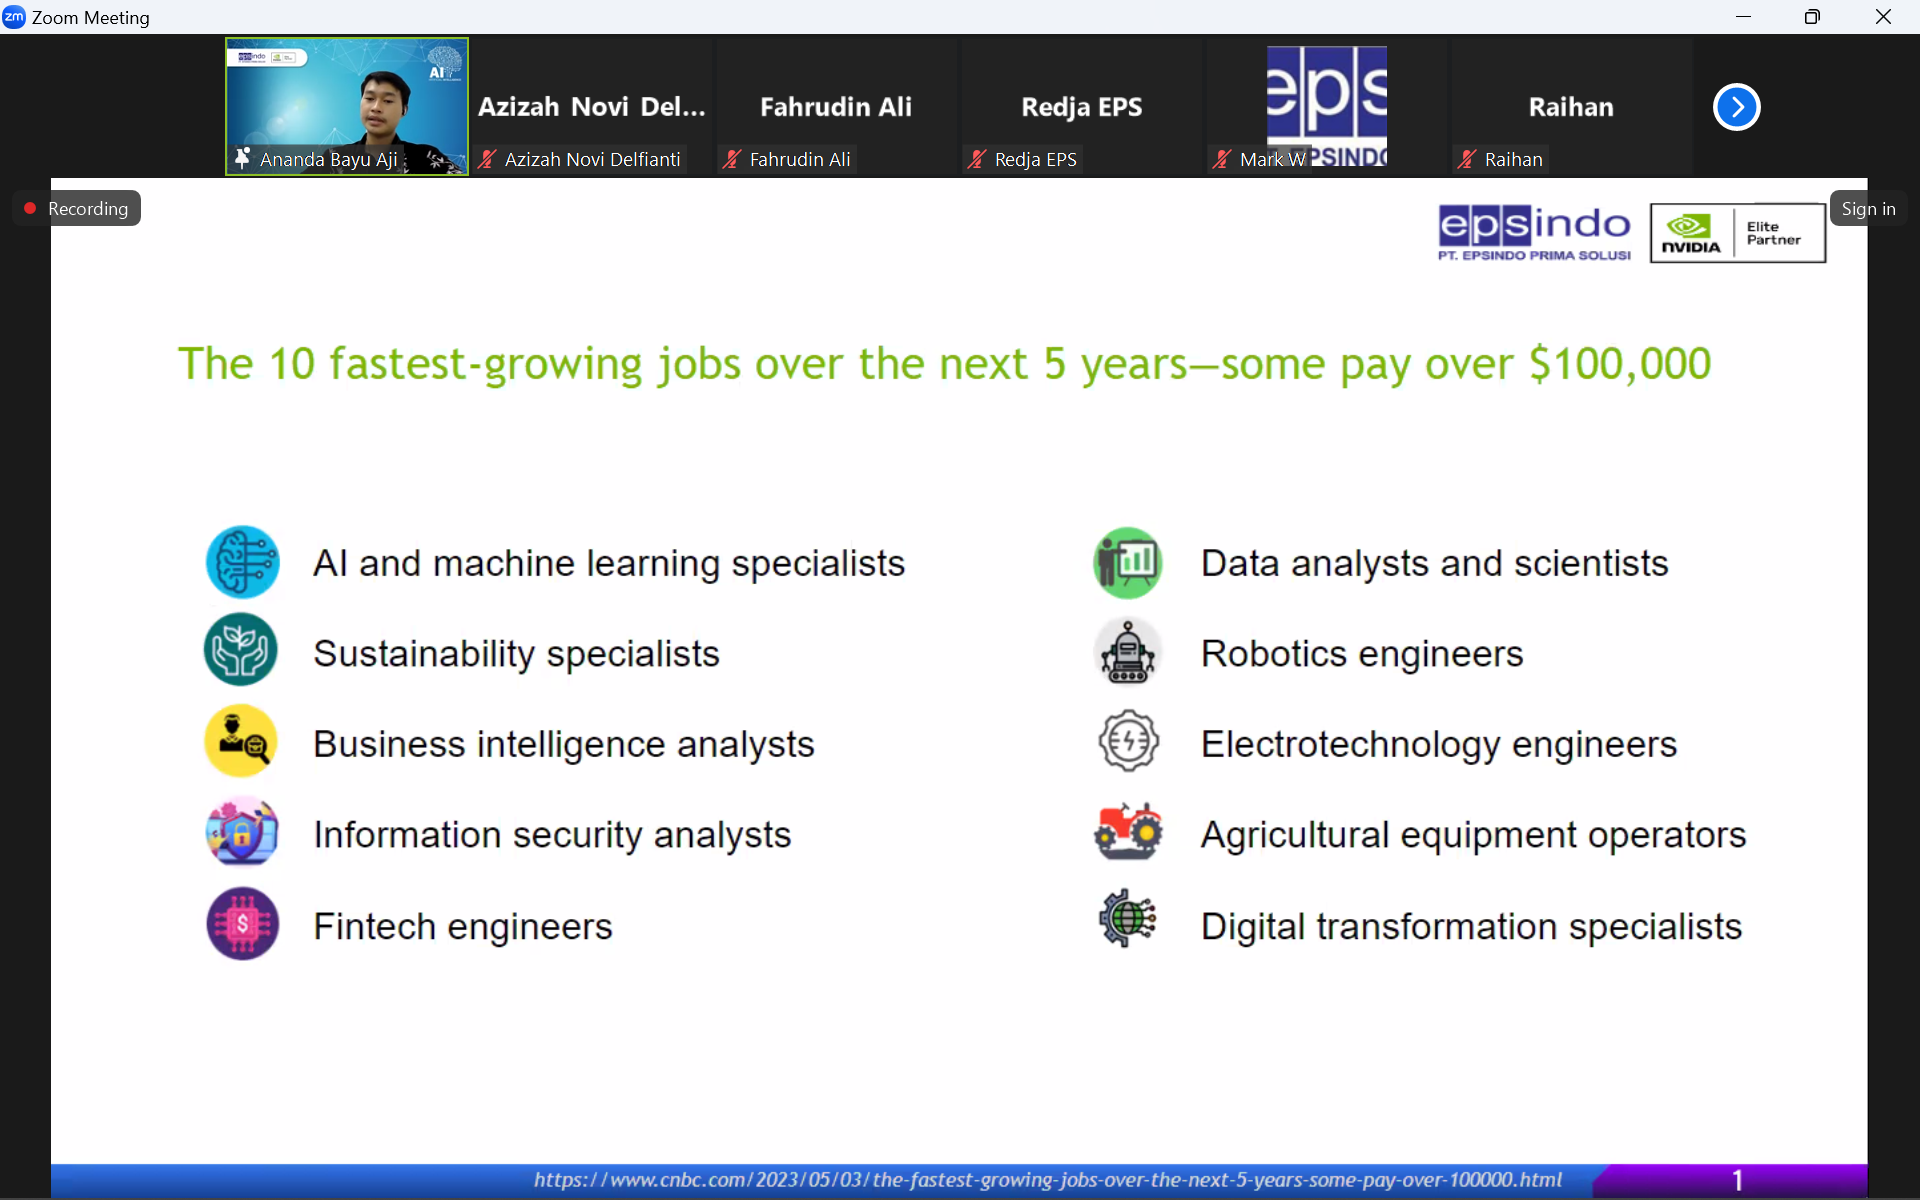 zm Zoom Meeting
epsindo
AI
Azizah Novi Del...
Fahrudin Ali
Redja EPS
eps
Raihan
Ananda Bayu Aji
Azizah Novi Delfianti
Fahrudin Ali
Redja EPS
Mark W
EPSINDO
Raihan
Recording
Sign in
epsindo
PT. EPSINDO PRIMA SOLUSI
NVIDIA
Elite
Partner
The 10 fastest-growing jobs over the next 5 years—some pay over $100,000
AI and machine learning specialists
Sustainability specialists
Business intelligence analysts
Information security analysts
$
Fintech engineers
Data analysts and scientists
Robotics engineers
Electrotechnology engineers
Agricultural equipment operators
Digital transformation specialists
https://www.cnbc.com/2023/05/03/the-fastest-growing-jobs-over-the-next-5-years-some-pay-over-100000.html
1